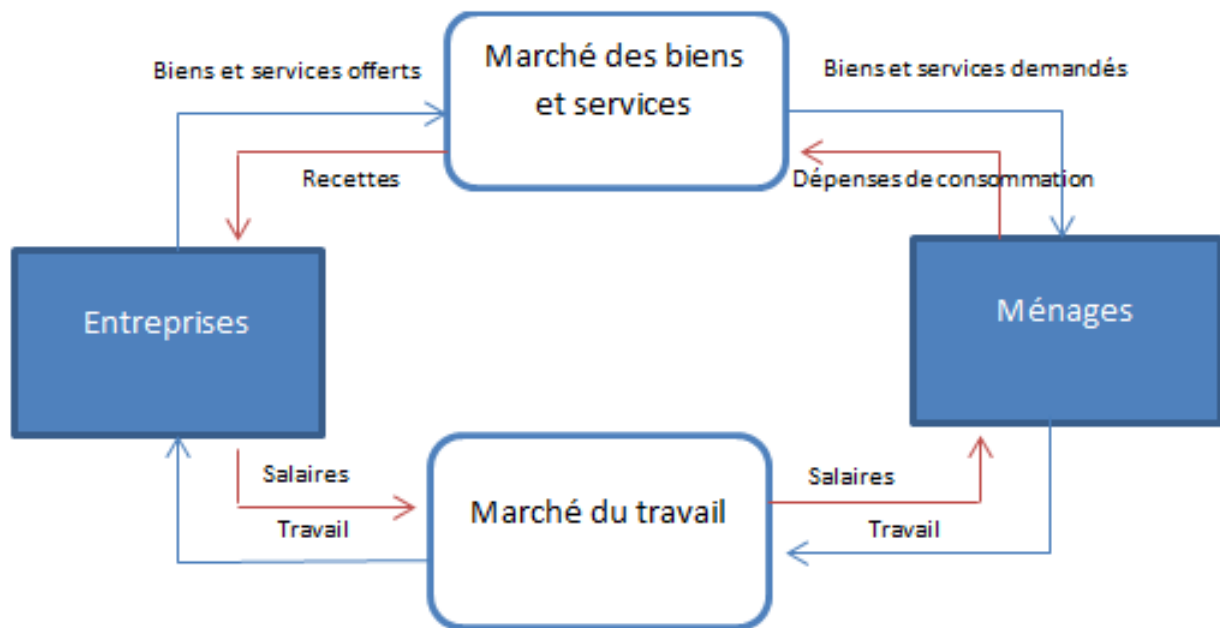 Marché des biens
et services
Biens et services offerts
Biens et services demandés
Recettes
Dépenses de consommation
Entreprises
Ménages
Salaires
Travail
Marché du travail
Salaires
Travail